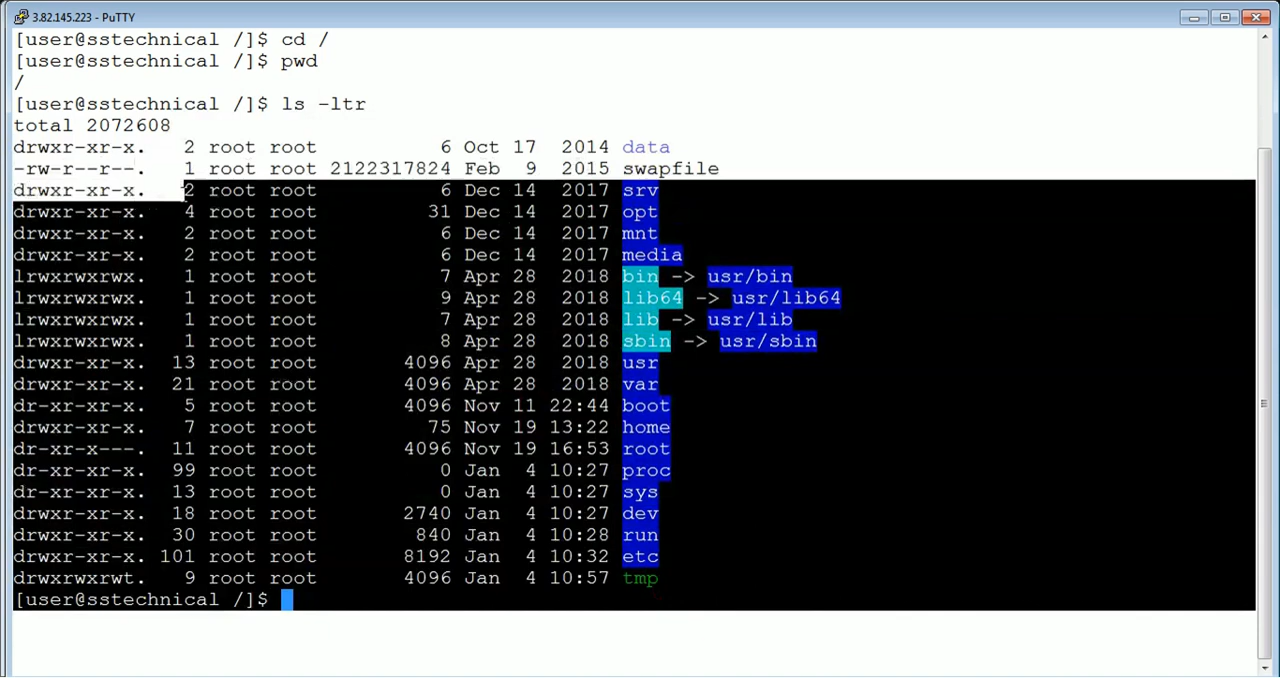 3.82.145.223 - PuTTY
[user@sstechnical /]$ cd /
[user@sstechnical /]$ pwd
/
[user@sstechnical /]$ ls -ltr
total 2072608
drwxr-xr-x.   2 root root          6 Oct 17  2014 data
-rw-r--r--.   1 root root 2122317824 Feb  9  2015 swapfile
drwxr-xr-x.   2 root root          6 Dec 14  2017 srv
drwxr-xr-x.   4 root root         31 Dec 14  2017 opt
drwxr-xr-x.   2 root root          6 Dec 14  2017 mnt
drwxr-xr-x.   2 root root          6 Dec 14  2017 media
lrwxrwxrwx.   1 root root          7 Apr 28  2018 bin -> usr/bin
lrwxrwxrwx.   1 root root          9 Apr 28  2018 lib64 -> usr/lib64
lrwxrwxrwx.   1 root root          7 Apr 28  2018 lib -> usr/lib
lrwxrwxrwx.   1 root root          8 Apr 28  2018 sbin -> usr/sbin
drwxr-xr-x.  13 root root       4096 Apr 28  2018 usr
drwxr-xr-x.  21 root root       4096 Apr 28  2018 var
dr-xr-xr-x.   5 root root       4096 Nov 11 22:44 boot
drwxr-xr-x.   7 root root         75 Nov 19 13:22 home
dr-xr-x---.  11 root root       4096 Nov 19 16:53 root
dr-xr-xr-x.  99 root root          0 Jan  4 10:27 proc
dr-xr-xr-x.  13 root root          0 Jan  4 10:27 sys
drwxr-xr-x.  18 root root       2740 Jan  4 10:27 dev
drwxr-xr-x.  30 root root        840 Jan  4 10:28 run
drwxr-xr-x. 101 root root       8192 Jan  4 10:32 etc
drwxrwxrwt.   9 root root       4096 Jan  4 10:57 tmp
[user@sstechnical /]$